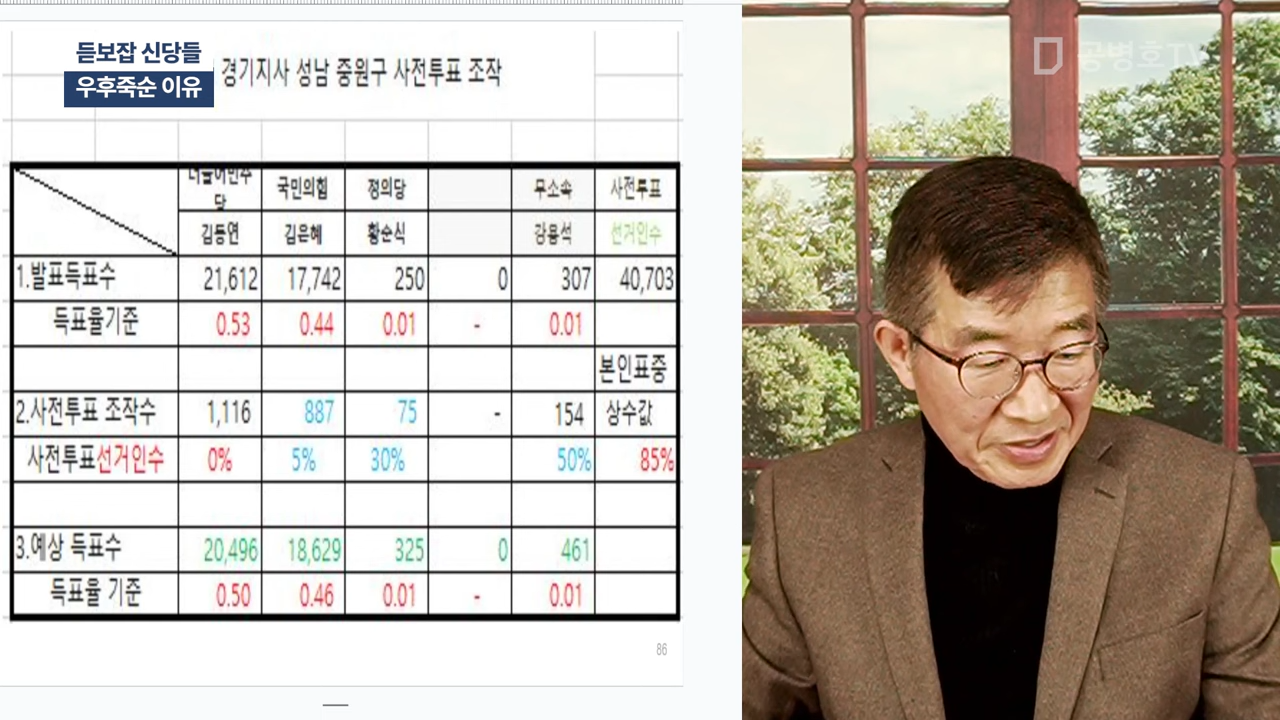 듣보잡 신당들
우후죽순 이유
경기지사 성남 중원구 사전투표 조작
공병호TV
더불어민주당 국민의힘 정의당 무소속 사전투표
김동연 김은혜 황순식 강용석 선거인수
1.발표득표수 21,612 17,742 250 0 307 40,703
득표율기준 0.53 0.44 0.01 - 0.01
본인표중
2.사전투표 조작수 1,116 887 75 - 154 상수값
사전투표선거인수 0% 5% 30% 50% 85%
3.예상 득표수 20,496 18,629 325 0 461
득표율 기준 0.50 0.46 0.01 - 0.01
86